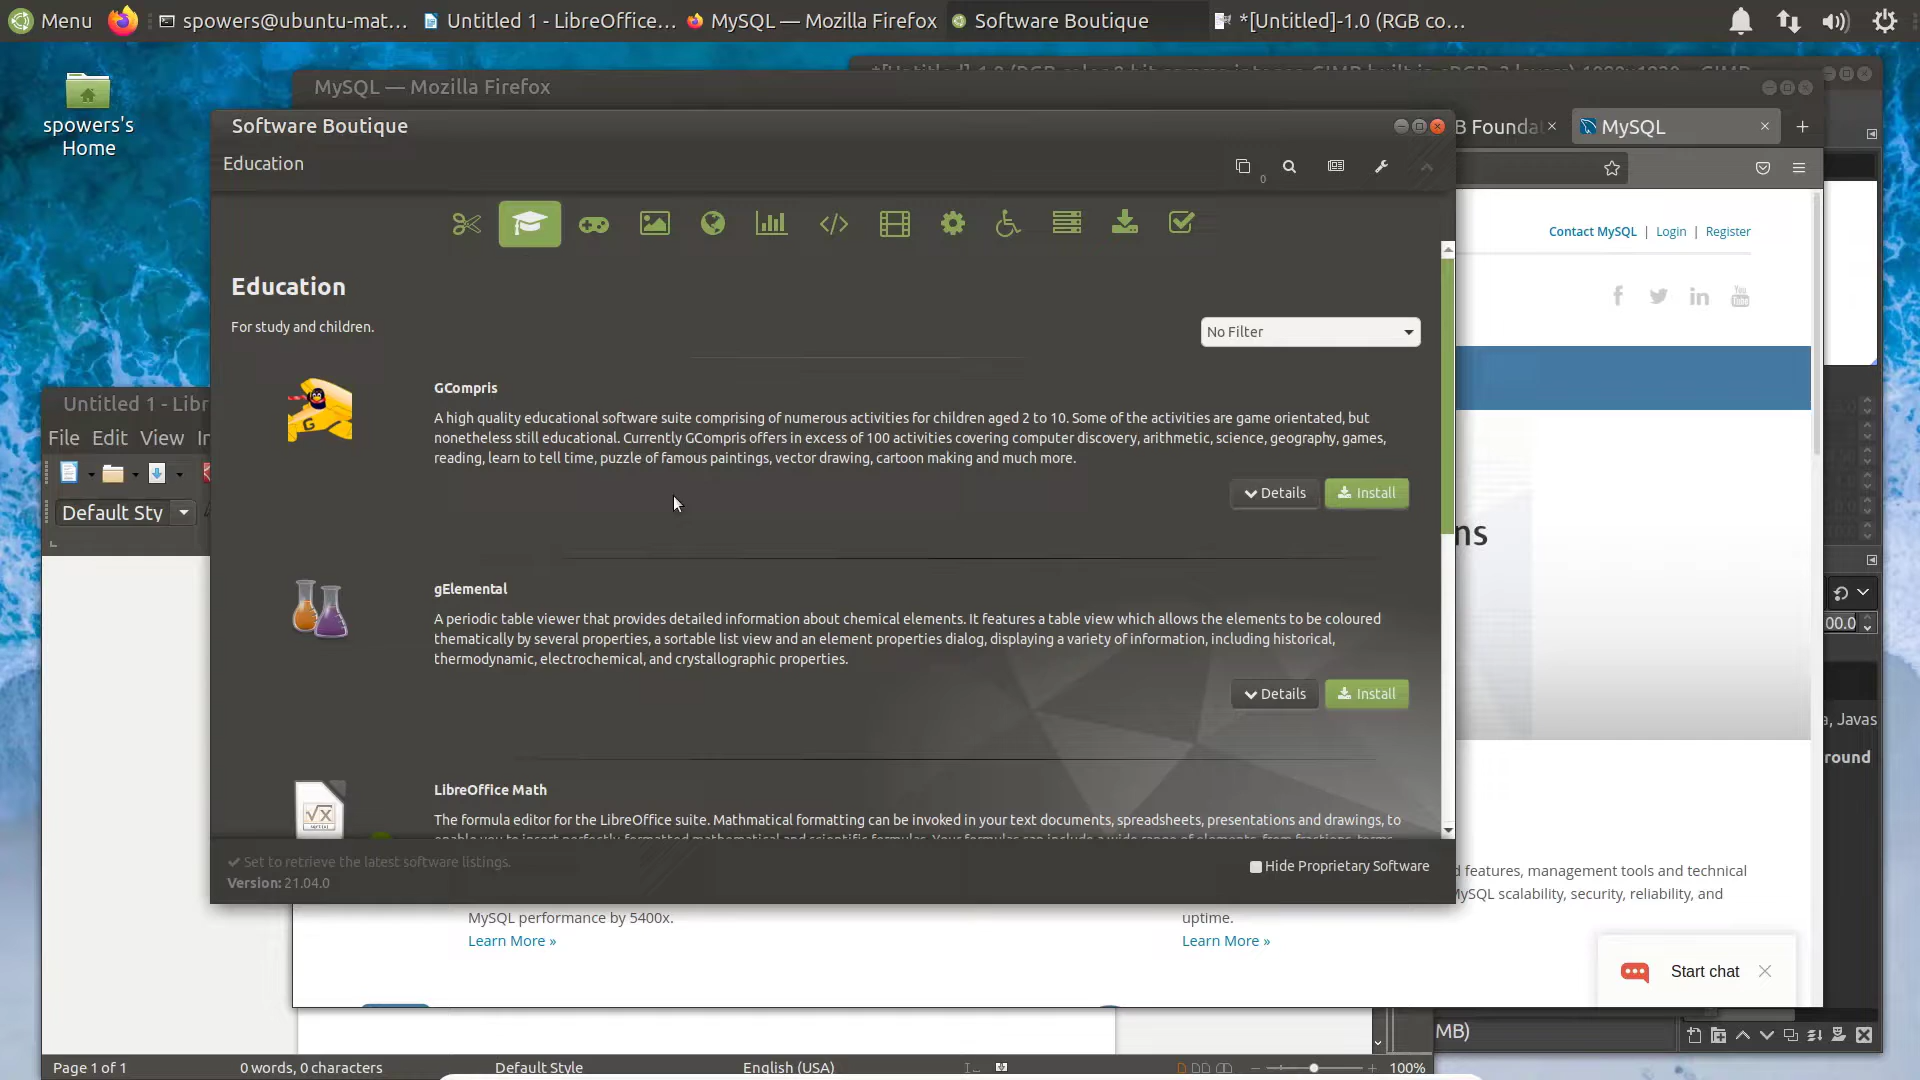 Menu
spowers@ubuntu-mat...
Untitled 1 - LibreOffice...
MySQL — Mozilla Firefox
Software Boutique
*[Untitled]-1.0 (RGB co...
spowers's
Home
MySQL — Mozilla Firefox
Software Boutique
Education
0
B Founda
MySQL
Contact MySQL | Login | Register
You
Tube
Education
For study and children.
No Filter
GCompris
A high quality educational software suite comprising of numerous activities for children aged 2 to 10. Some of the activities are game orientated, but
nonetheless still educational. Currently GCompris offers in excess of 100 activities covering computer discovery, arithmetic, science, geography, games,
reading, learn to tell time, puzzle of famous paintings, vector drawing, cartoon making and much more.
Details
Install
gElemental
A periodic table viewer that provides detailed information about chemical elements. It features a table view which allows the elements to be coloured
thematically by several properties, a sortable list view and an element properties dialog, displaying a variety of information, including historical,
thermodynamic, electrochemical, and crystallographic properties.
Details
Install
LibreOffice Math
The formula editor for the LibreOffice suite. Mathmatical formatting can be invoked in your text documents, spreadsheets, presentations and drawings, to
Set to retrieve the latest software listings.
Version: 21.04.0
Hide Proprietary Software
Untitled 1 - Libr
File Edit View In
Default Sty
ns
00.0
a, Javas
round
d features, management tools and technical
MySQL scalability, security, reliability, and
MySQL performance by 5400x.
uptime.
Learn More »
Learn More »
Start chat
MB)
Page 1 of 1
0 words, 0 characters
Default Style
English (USA)
100%